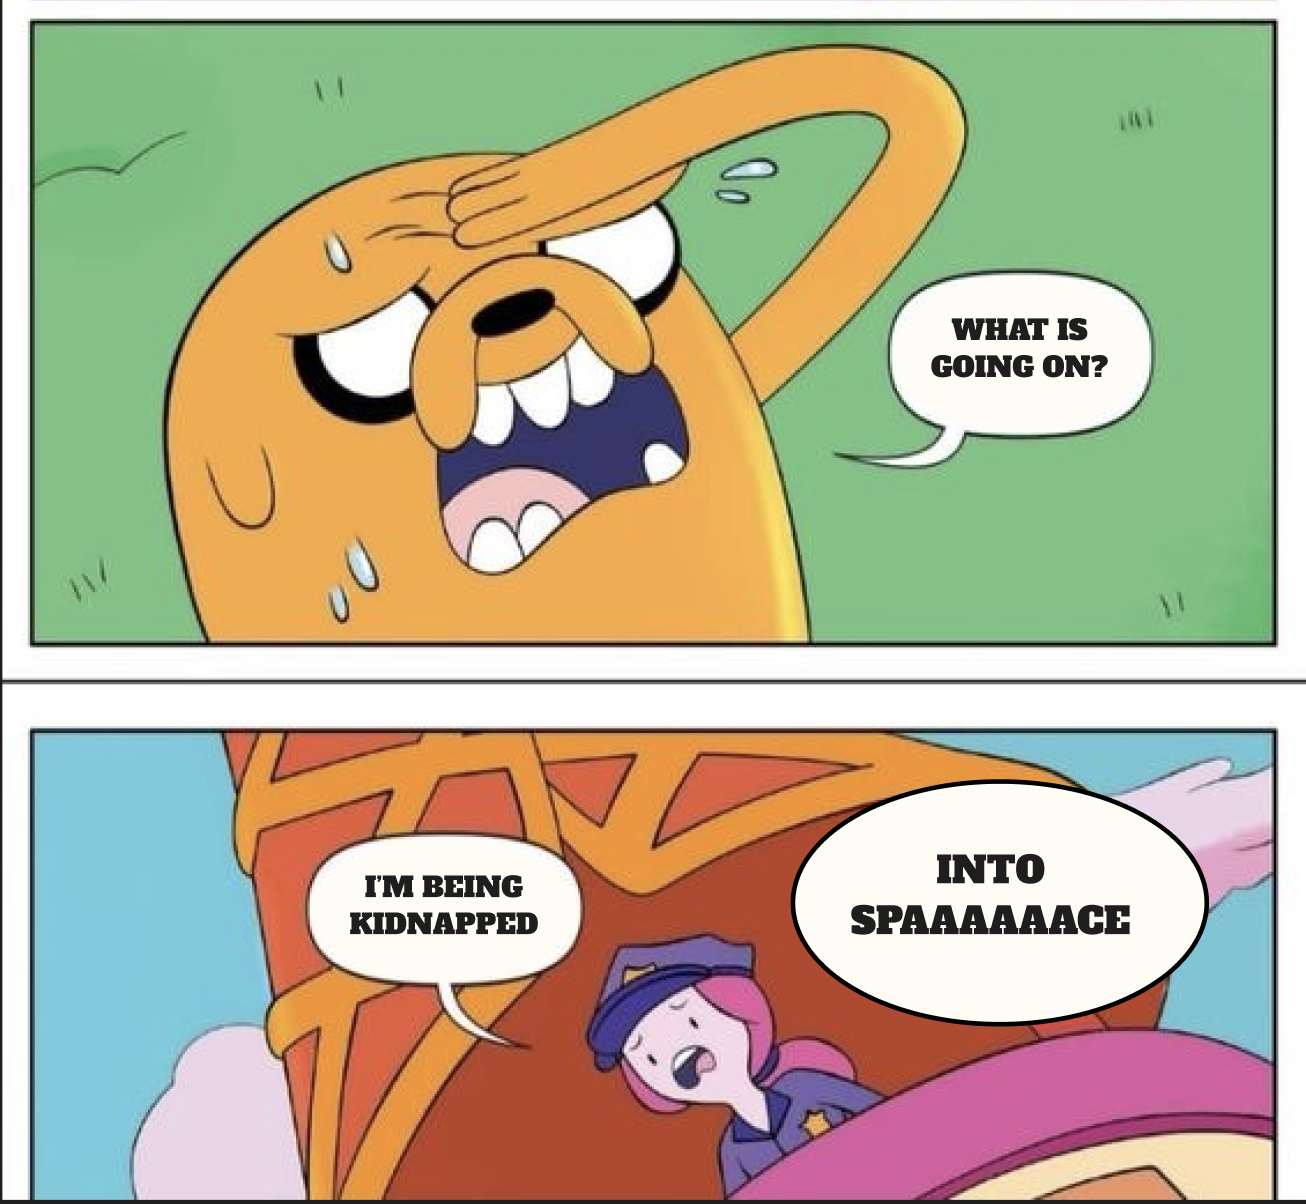 WHAT IS
GOING ON?
I'M BEING
KIDNAPPED
INTO
SPAAAAAACE